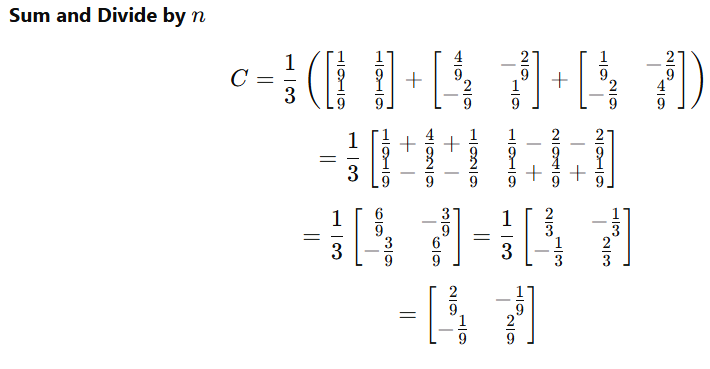 Sum and Divide by n
C = 1/3 ([1/9 1/9; 1/9 1/9] + [4/9 −2/9; −2/9 1/9] + [1/9 −2/9; −2/9 4/9])
= 1/3 [1/9 + 4/9 + 1/9 1/9 − 2/9 − 2/9; 1/9 − 2/9 − 2/9 1/9 + 4/9 + 1/9]
= 1/3 [6/9 −3/9; −3/9 6/9] = 1/3 [2/3 −1/3; −1/3 2/3]
= [2/9 −1/9; −1/9 2/9]